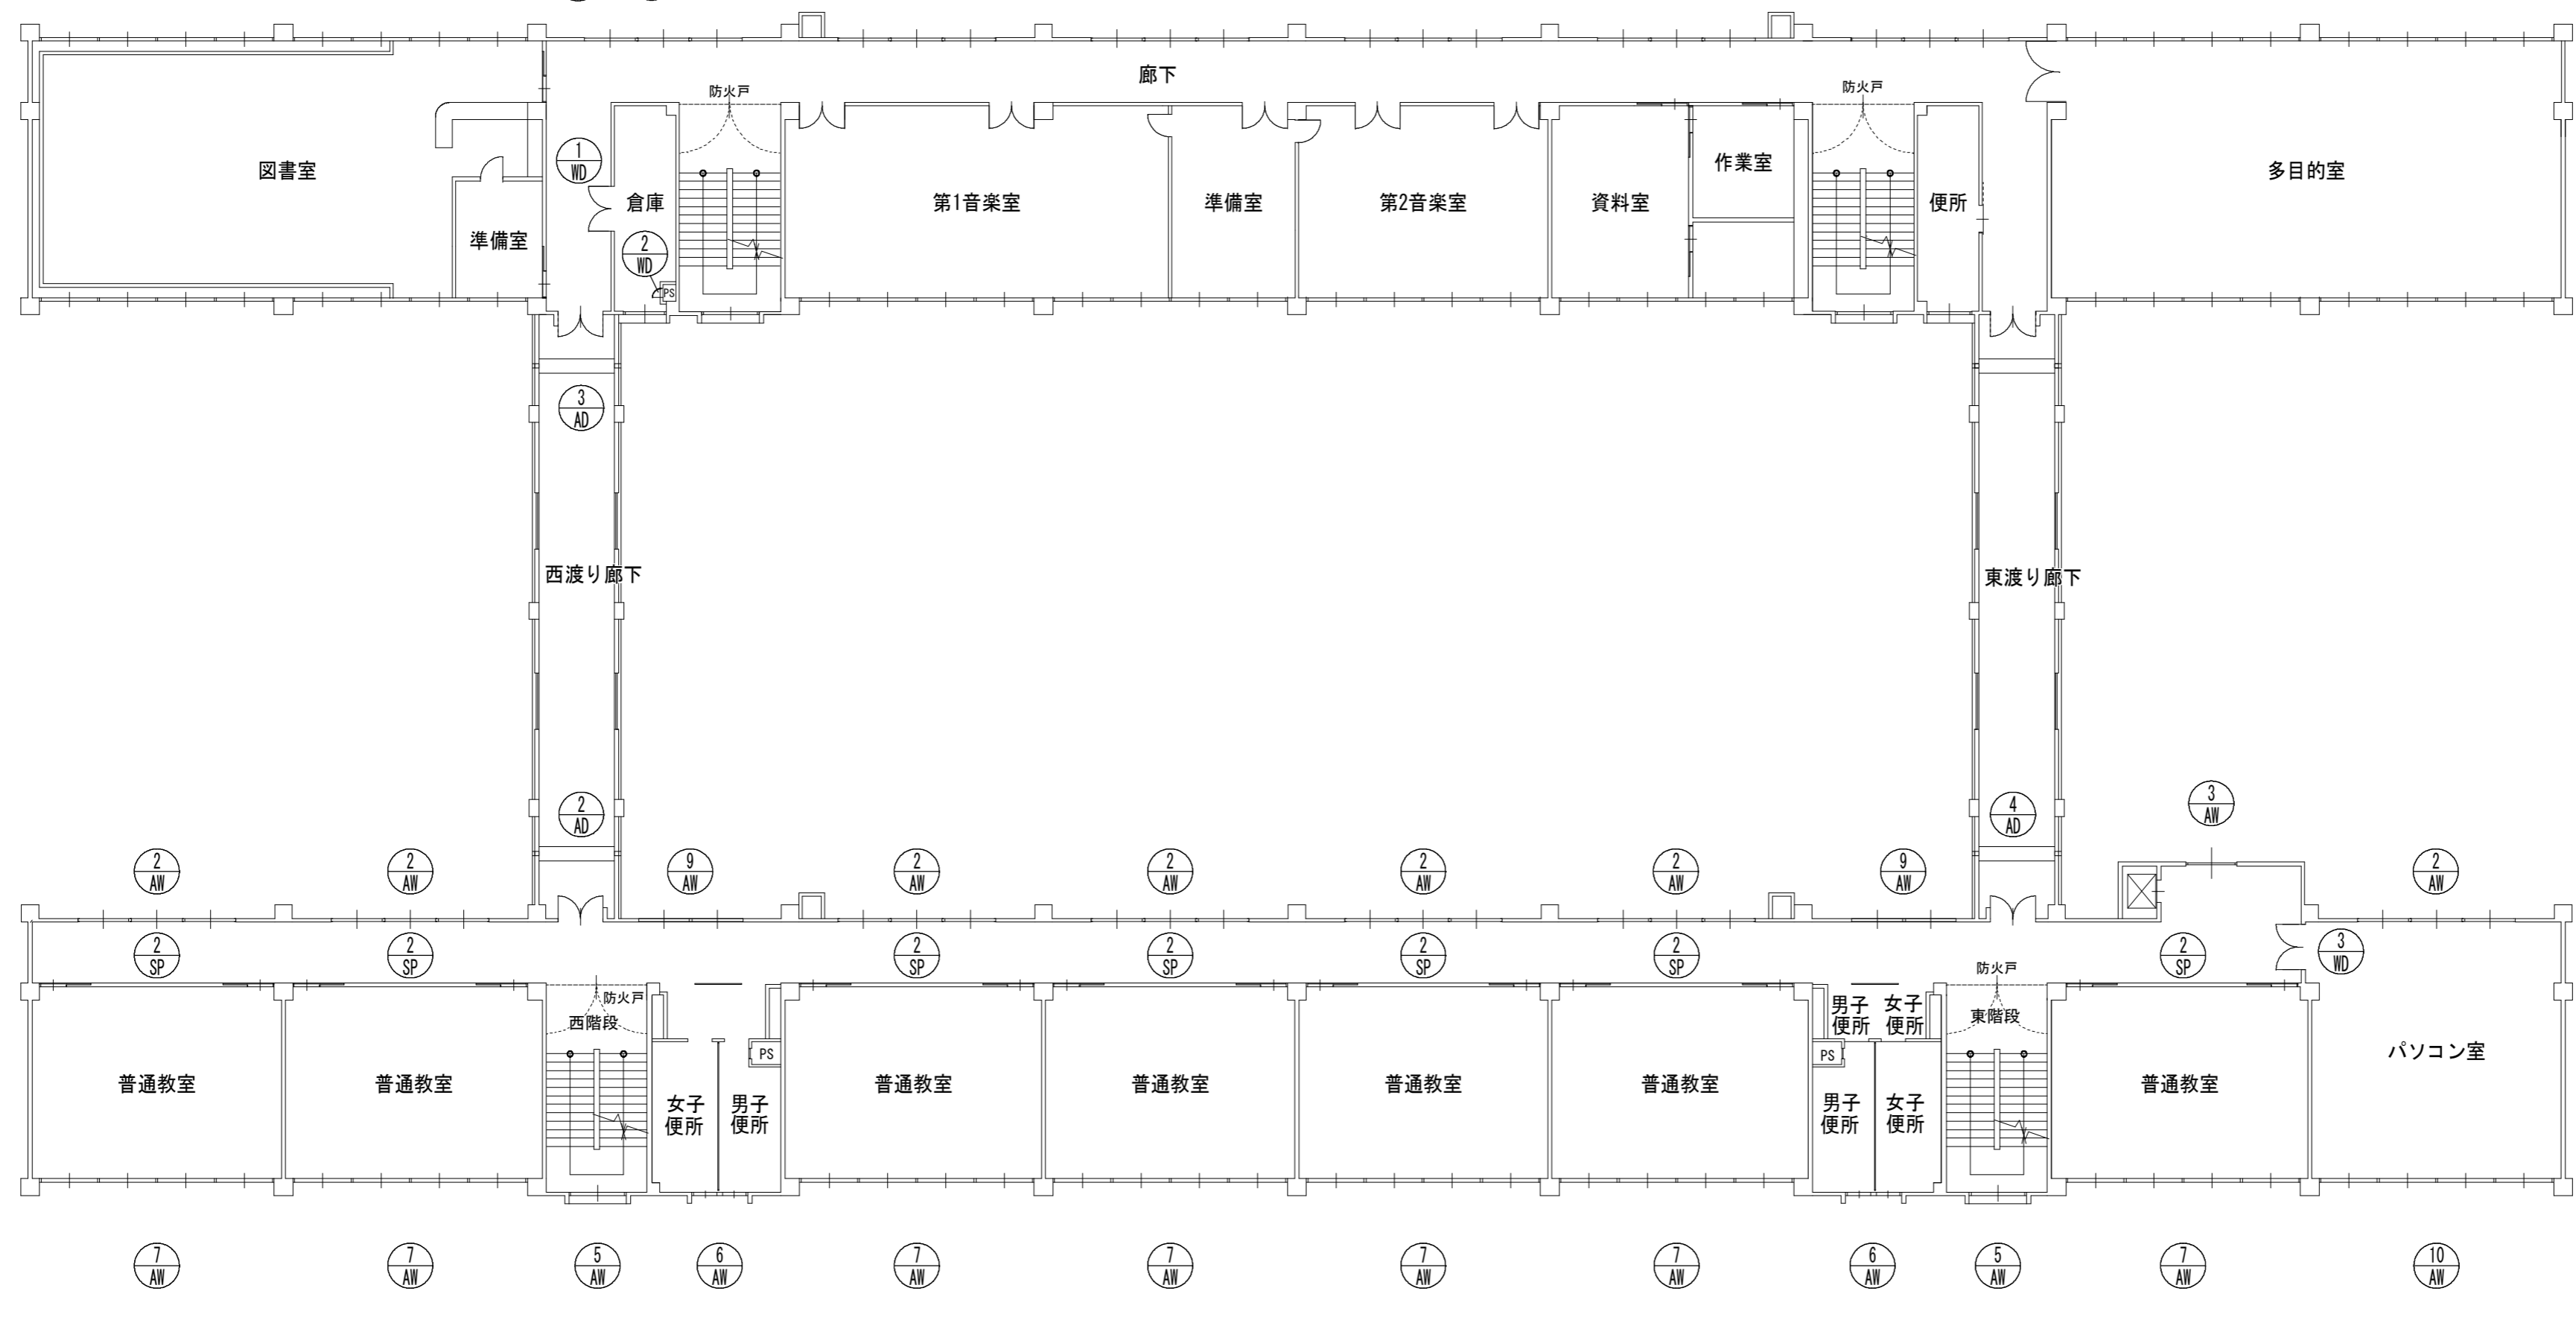 廊下
防火戸
防火戸
1
WD
図書室
倉庫
第1音楽室
準備室
第2音楽室
資料室
作業室
便所
多目的室
準備室
2
WD
PS
3
AD
西渡り廊下
東渡り廊下
2
AD
4
AD
3
AW
2
AW
2
AW
9
AW
2
AW
2
AW
2
AW
2
AW
9
AW
2
AW
2
SP
2
SP
2
SP
2
SP
2
SP
2
SP
2
SP
3
WD
防火戸
西階段
男子
便所
女子
便所
防火戸
東階段
PS
PS
普通教室
普通教室
女子
便所
男子
便所
普通教室
普通教室
普通教室
普通教室
男子
便所
女子
便所
普通教室
パソコン室
7
AW
7
AW
5
AW
6
AW
7
AW
7
AW
7
AW
7
AW
6
AW
5
AW
7
AW
10
AW